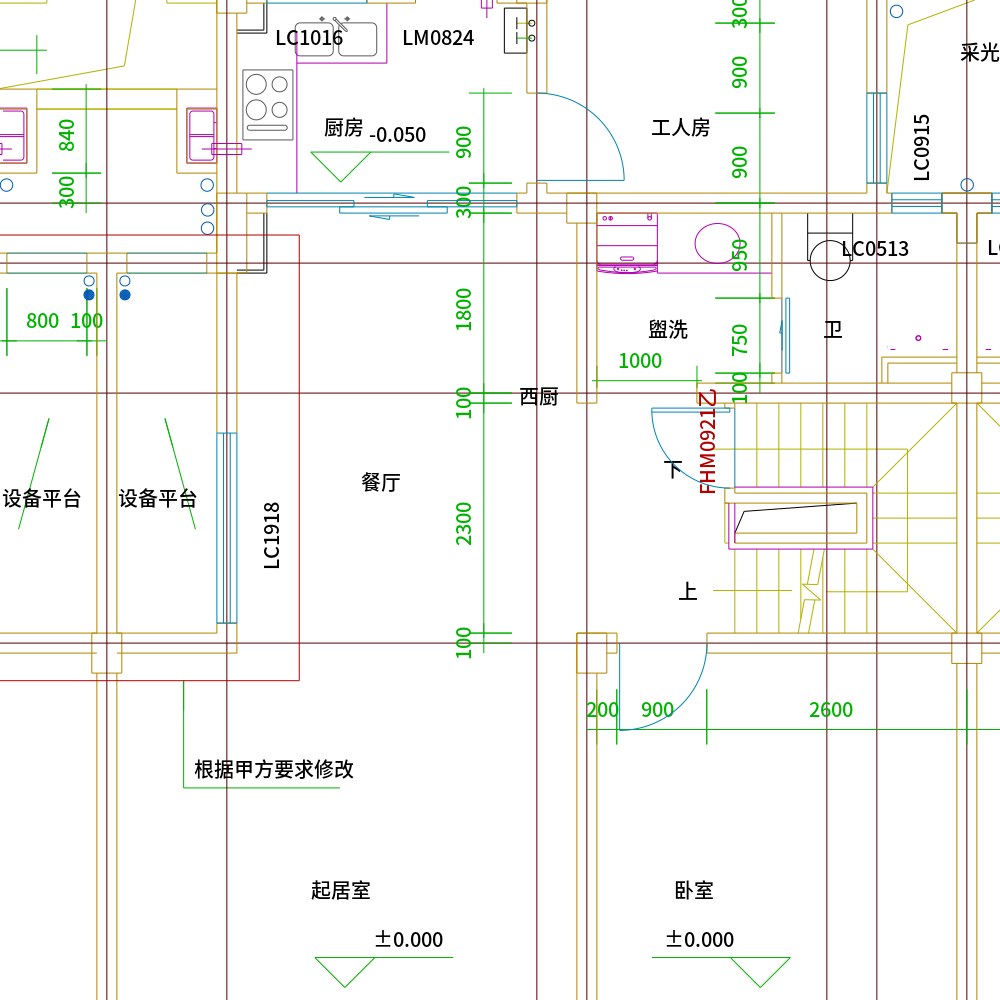 300
LC1016
LM0824
采光
900
840
厨房
-0.050
900
工人房
LC0915
900
300
300
950
LC0513
L
800
100
1800
盥洗
750
卫
1000
100
西厨
100
FHM0921乙
设备平台
设备平台
餐厅
下
LC1918
2300
上
100
200
900
2600
根据甲方要求修改
起居室
卧室
±0.000
±0.000